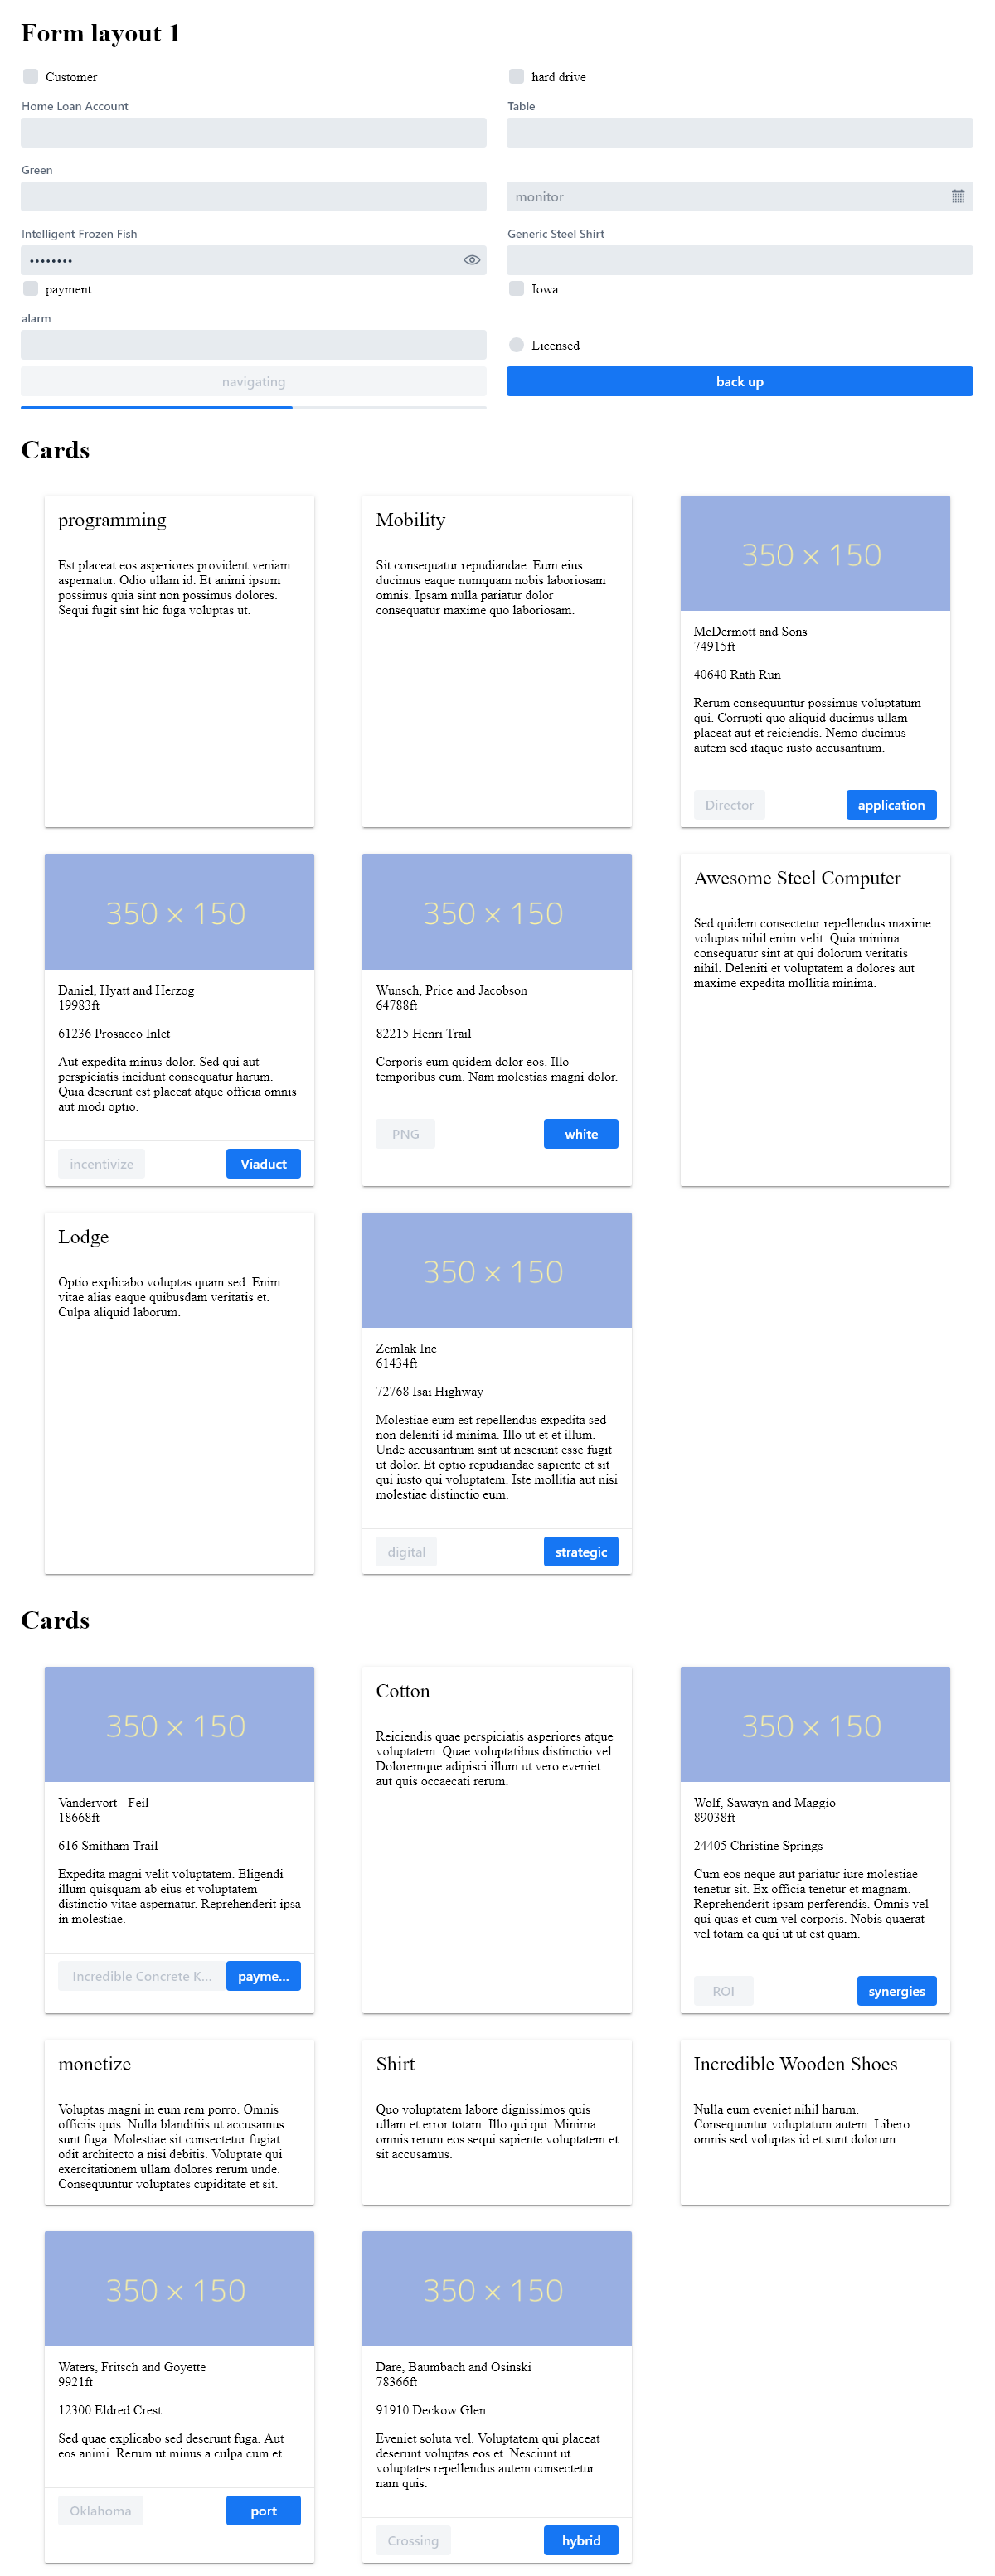 Form layout 1
Customer
hard drive
Home Loan Account
Table
Green
monitor
Intelligent Frozen Fish
Generic Steel Shirt
••••••••
payment
Iowa
alarm
Licensed
navigating
back up
Cards
programming
Est placeat eos asperiores provident veniam
aspernatur. Odio ullam id. Et animi ipsum
possimus quia sint non possimus dolores.
Sequi fugit sint hic fuga voluptas ut.
Mobility
Sit consequatur repudiandae. Eum eius
ducimus eaque numquam nobis laboriosam
omnis. Ipsam nulla pariatur dolor
consequatur maxime quo laboriosam.
350 × 150
McDermott and Sons
74915ft
40640 Rath Run
Rerum consequuntur possimus voluptatum
qui. Corrupti quo aliquid ducimus ullam
placeat aut et reiciendis. Nemo ducimus
autem sed itaque iusto accusantium.
Director
application
350 × 150
Daniel, Hyatt and Herzog
19983ft
61236 Prosacco Inlet
Aut expedita minus dolor. Sed qui aut
perspiciatis incidunt consequatur harum.
Quia deserunt est placeat atque officia omnis
aut modi optio.
incentivize
Viaduct
350 × 150
Wunsch, Price and Jacobson
64788ft
82215 Henri Trail
Corporis eum quidem dolor eos. Illo
temporibus cum. Nam molestias magni dolor.
PNG
white
Awesome Steel Computer
Sed quidem consectetur repellendus maxime
voluptas nihil enim velit. Quia minima
consequatur sint at qui dolorum veritatis
nihil. Deleniti et voluptatem a dolores aut
maxime expedita mollitia minima.
Lodge
Optio explicabo voluptas quam sed. Enim
vitae alias eaque quibusdam veritatis et.
Culpa aliquid laborum.
350 × 150
Zemlak Inc
61434ft
72768 Isai Highway
Molestiae eum est repellendus expedita sed
non deleniti id minima. Illo ut et et illum.
Unde accusantium sint ut nesciunt esse fugit
ut dolor. Et optio repudiandae sapiente et sit
qui iusto qui voluptatem. Iste mollitia aut nisi
molestiae distinctio eum.
digital
strategic
Cards
350 × 150
Vandervort - Feil
18668ft
616 Smitham Trail
Expedita magni velit voluptatem. Eligendi
illum quisquam ab eius et voluptatem
distinctio vitae aspernatur. Reprehenderit ipsa
in molestiae.
Incredible Concrete K...
payme...
Cotton
Reiciendis quae perspiciatis asperiores atque
voluptatem. Quae voluptatibus distinctio vel.
Doloremque adipisci illum ut vero eveniet
aut quis occaecati rerum.
350 × 150
Wolf, Sawayn and Maggio
89038ft
24405 Christine Springs
Cum eos neque aut pariatur iure molestiae
tenetur sit. Ex officia tenetur et magnam.
Reprehenderit ipsam perferendis. Omnis vel
qui quas et cum vel corporis. Nobis quaerat
vel totam ea qui ut ut est quam.
ROI
synergies
monetize
Voluptas magni in eum rem porro. Omnis
officiis quis. Nulla blanditiis ut accusamus
sunt fuga. Molestiae sit consectetur fugiat
odit architecto a nisi debitis. Voluptate qui
exercitationem ullam dolores rerum unde.
Consequuntur voluptates cupiditate et sit.
Shirt
Quo voluptatem labore dignissimos quis
ullam et error totam. Illo qui qui. Minima
omnis rerum eos sequi sapiente voluptatem et
sit accusamus.
Incredible Wooden Shoes
Nulla eum eveniet nihil harum.
Consequuntur voluptatum autem. Libero
omnis sed voluptas id et sunt dolorum.
350 × 150
Waters, Fritsch and Goyette
9921ft
12300 Eldred Crest
Sed quae explicabo sed deserunt fuga. Aut
eos animi. Rerum ut minus a culpa cum et.
Oklahoma
port
350 × 150
Dare, Baumbach and Osinski
78366ft
91910 Deckow Glen
Eveniet soluta vel. Voluptatem qui placeat
deserunt voluptas eos et. Nesciunt ut
voluptates repellendus autem consectetur
nam quis.
Crossing
hybrid